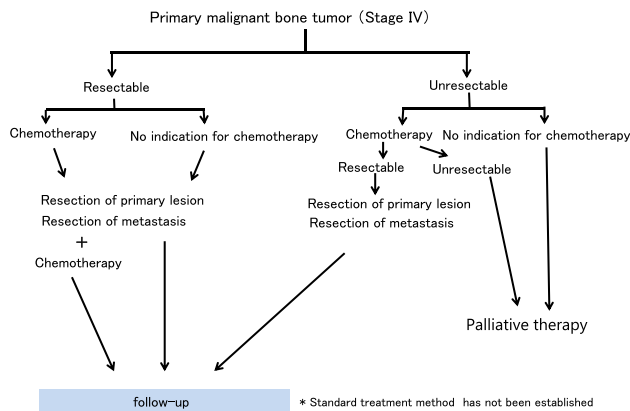 Primary malignant bone tumor (Stage Ⅳ)
Resectable
Unresectable
Chemotherapy
No indication for chemotherapy
Chemotherapy
No indication for chemotherapy
Resectable
Unresectable
Resection of primary lesion
Resection of metastasis
+
Chemotherapy
Resection of primary lesion
Resection of metastasis
Palliative therapy
follow-up
* Standard treatment method has not been established